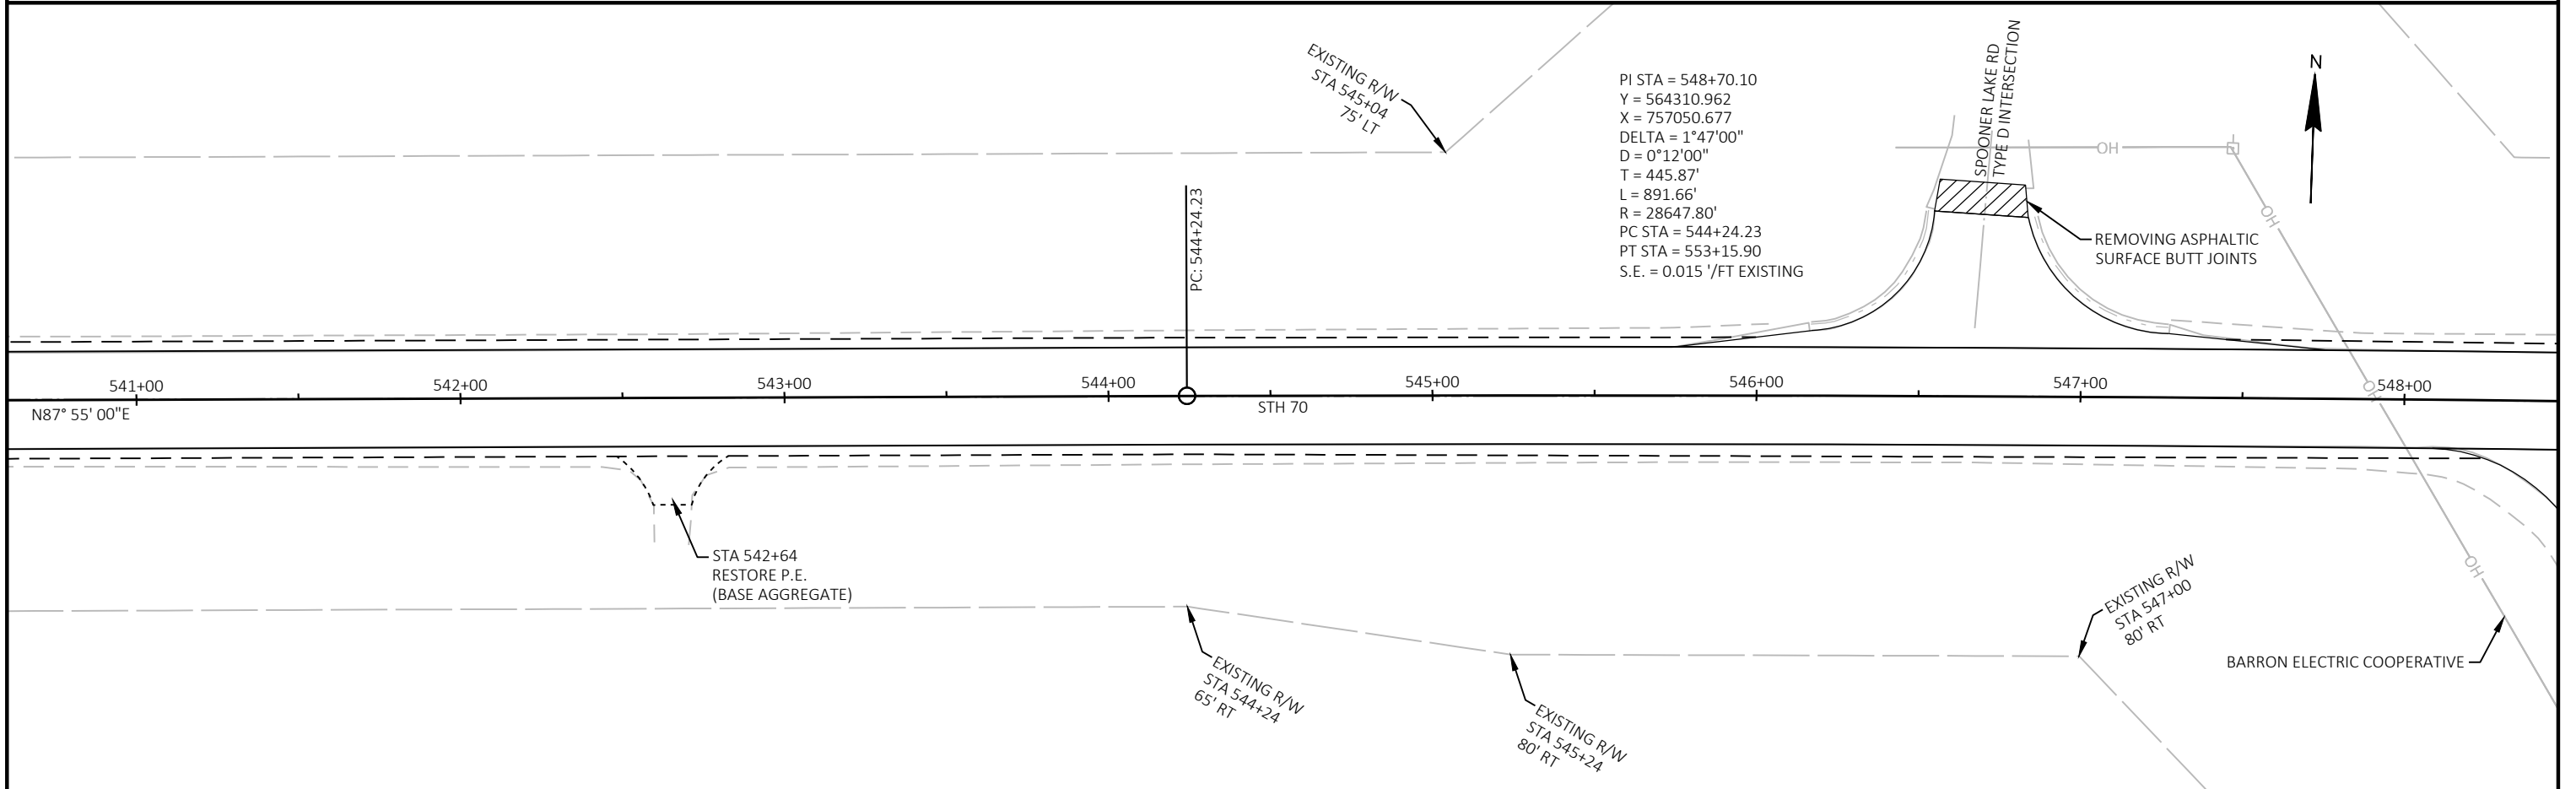 EXISTING R/W
STA 545+04
75' LT
PI STA = 548+70.10
Y = 564310.962
X = 757050.677
DELTA = 1°47'00"
D = 0°12'00"
T = 445.87'
L = 891.66'
R = 28647.80'
PC STA = 544+24.23
PT STA = 553+15.90
S.E. = 0.015 '/FT EXISTING
SPOONER LAKE RD
TYPE D INTERSECTION
N
OH
OH
REMOVING ASPHALTIC
SURFACE BUTT JOINTS
PC: 544+24.23
541+00
542+00
543+00
544+00
545+00
546+00
547+00
OH
548+00
N87° 55' 00"E
STH 70
STA 542+64
RESTORE P.E.
(BASE AGGREGATE)
OH
EXISTING R/W
STA 544+24
65' RT
EXISTING R/W
STA 545+24
80' RT
EXISTING R/W
STA 547+00
80' RT
BARRON ELECTRIC COOPERATIVE